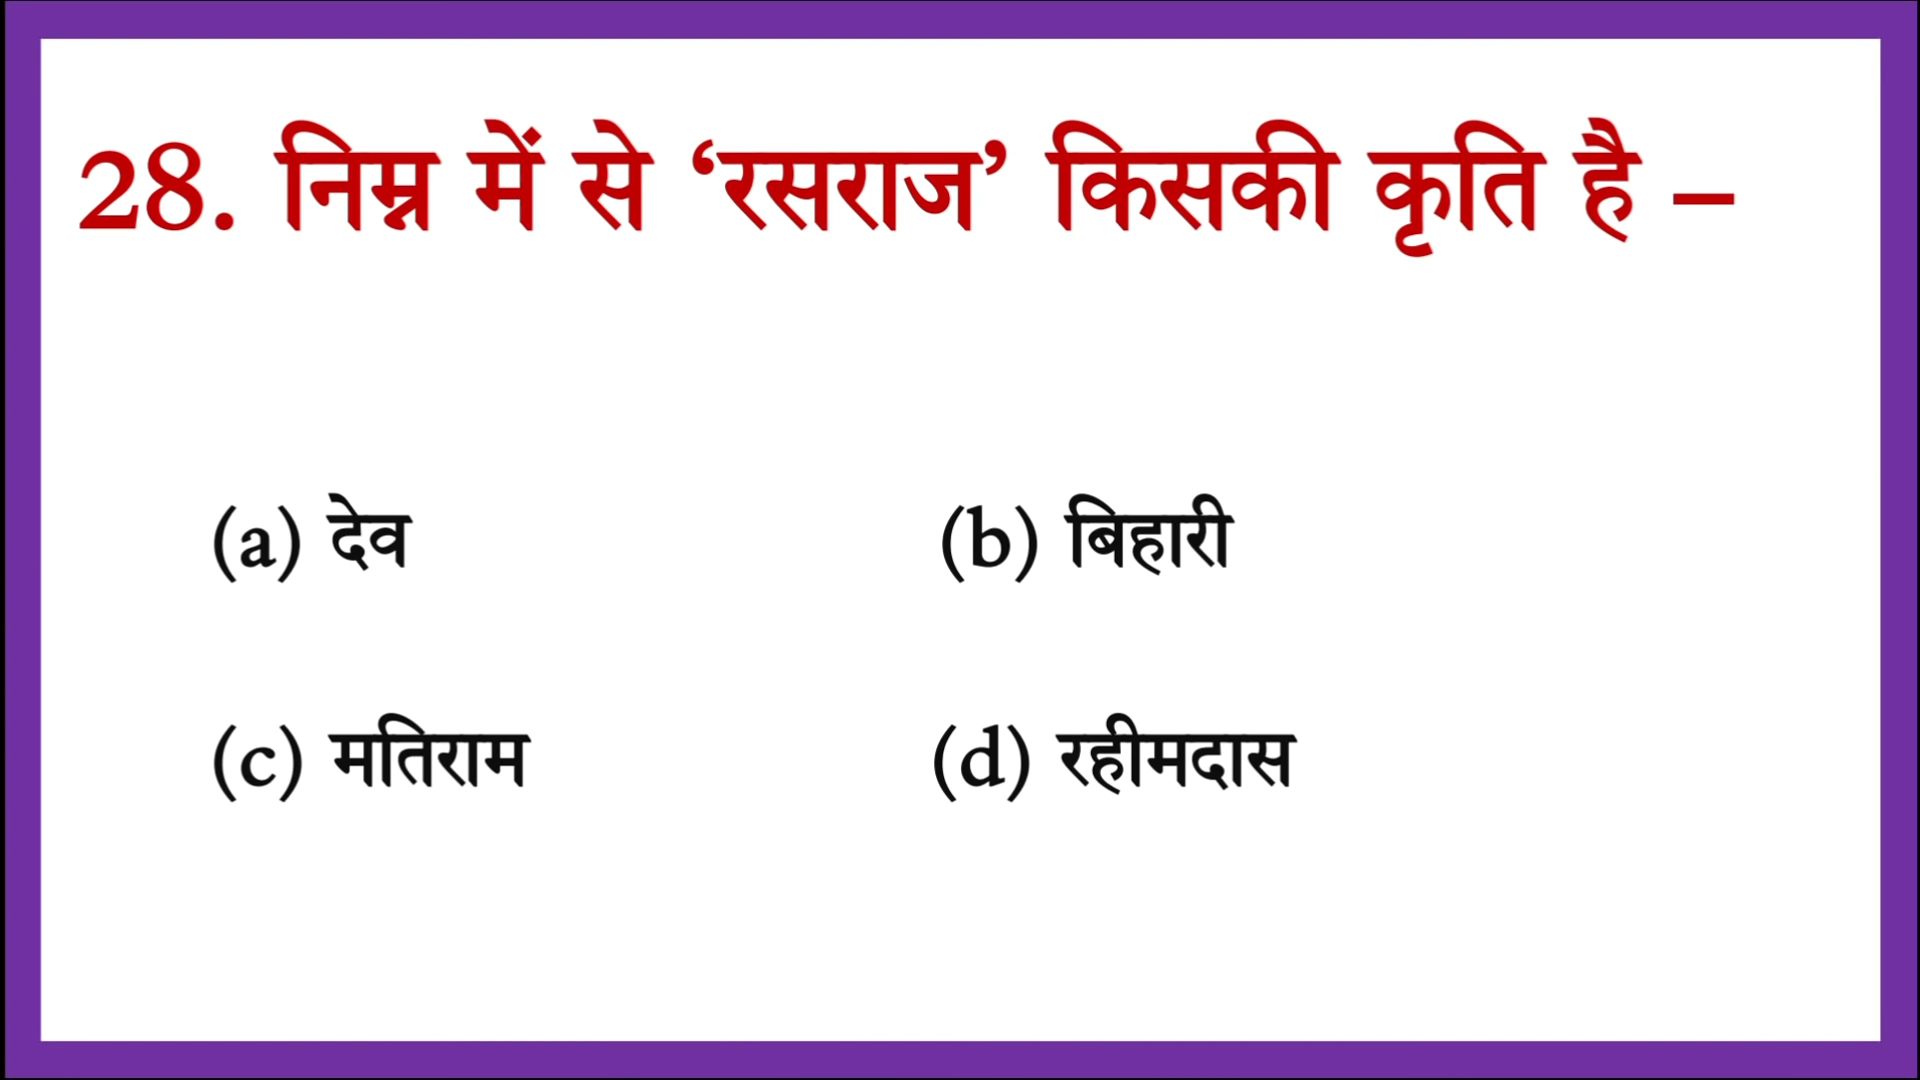 28. निम्न में से ‘रसराज’ किसकी कृति है –
(a) देव (b) बिहारी
(c) मतिराम (d) रहीमदास